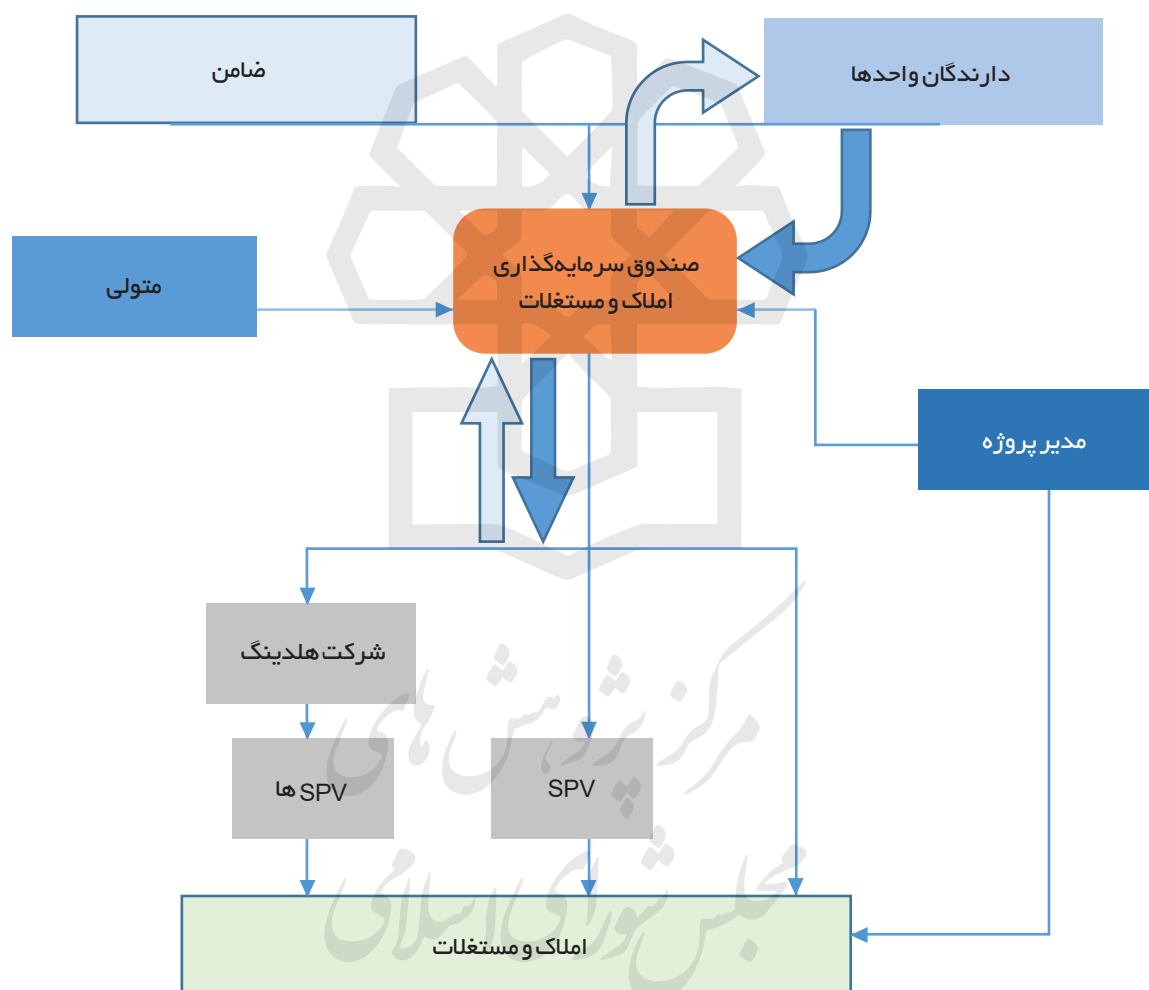 دارندگان واحدها
ضامن
صندوق سرمایه‌گذاری
املاک و مستغلات
متولی
مدیر پروژه
شرکت هلدینگ
SPV
SPV ها
املاک و مستغلات
مرکز پژوهش های
مجلس شورای اسلامی